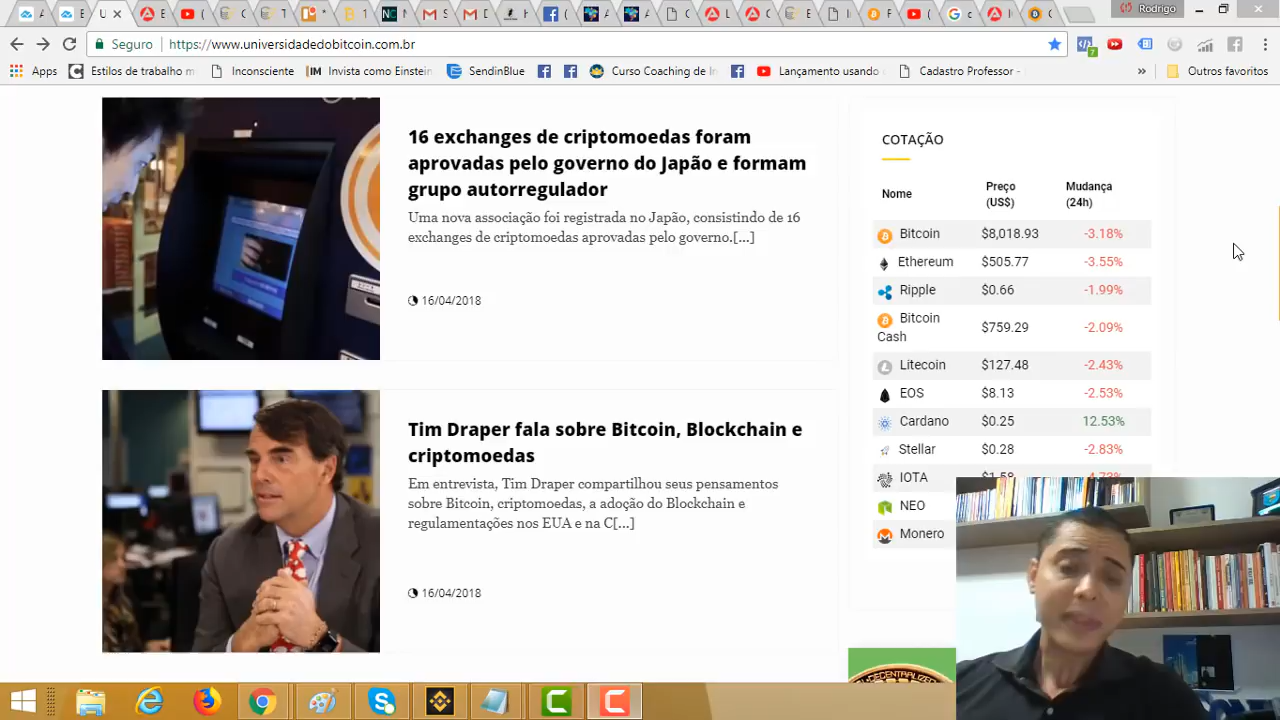 Rodrigo
Seguro
https://www.universidadedobitcoin.com.br
7
Apps
Estilos de trabalho m
Inconsciente
IM Invista como Einstein
SendinBlue
Curso Coaching de
Lançamento usando
Cadastro Professor -
»
Outros favoritos
16 exchanges de criptomoedas foram
aprovadas pelo governo do Japão e formam
grupo autorregulador
Uma nova associação foi registrada no Japão, consistindo de 16
exchanges de criptomoedas aprovadas pelo governo.[...]
16/04/2018
Tim Draper fala sobre Bitcoin, Blockchain e
criptomoedas
Em entrevista, Tim Draper compartilhou seus pensamentos
sobre Bitcoin, criptomoedas, a adoção do Blockchain e
regulamentações nos EUA e na C[...]
16/04/2018
COTAÇÃO
Nome Preço (US$) Mudança (24h)
Bitcoin $8,018.93 -3.18%
Ethereum $505.77 -3.55%
Ripple $0.66 -1.99%
Bitcoin Cash $759.29 -2.09%
Litecoin $127.48 -2.43%
EOS $8.13 -2.53%
Cardano $0.25 12.53%
Stellar $0.28 -2.83%
IOTA
NEO
Monero
DECENTRALIZED